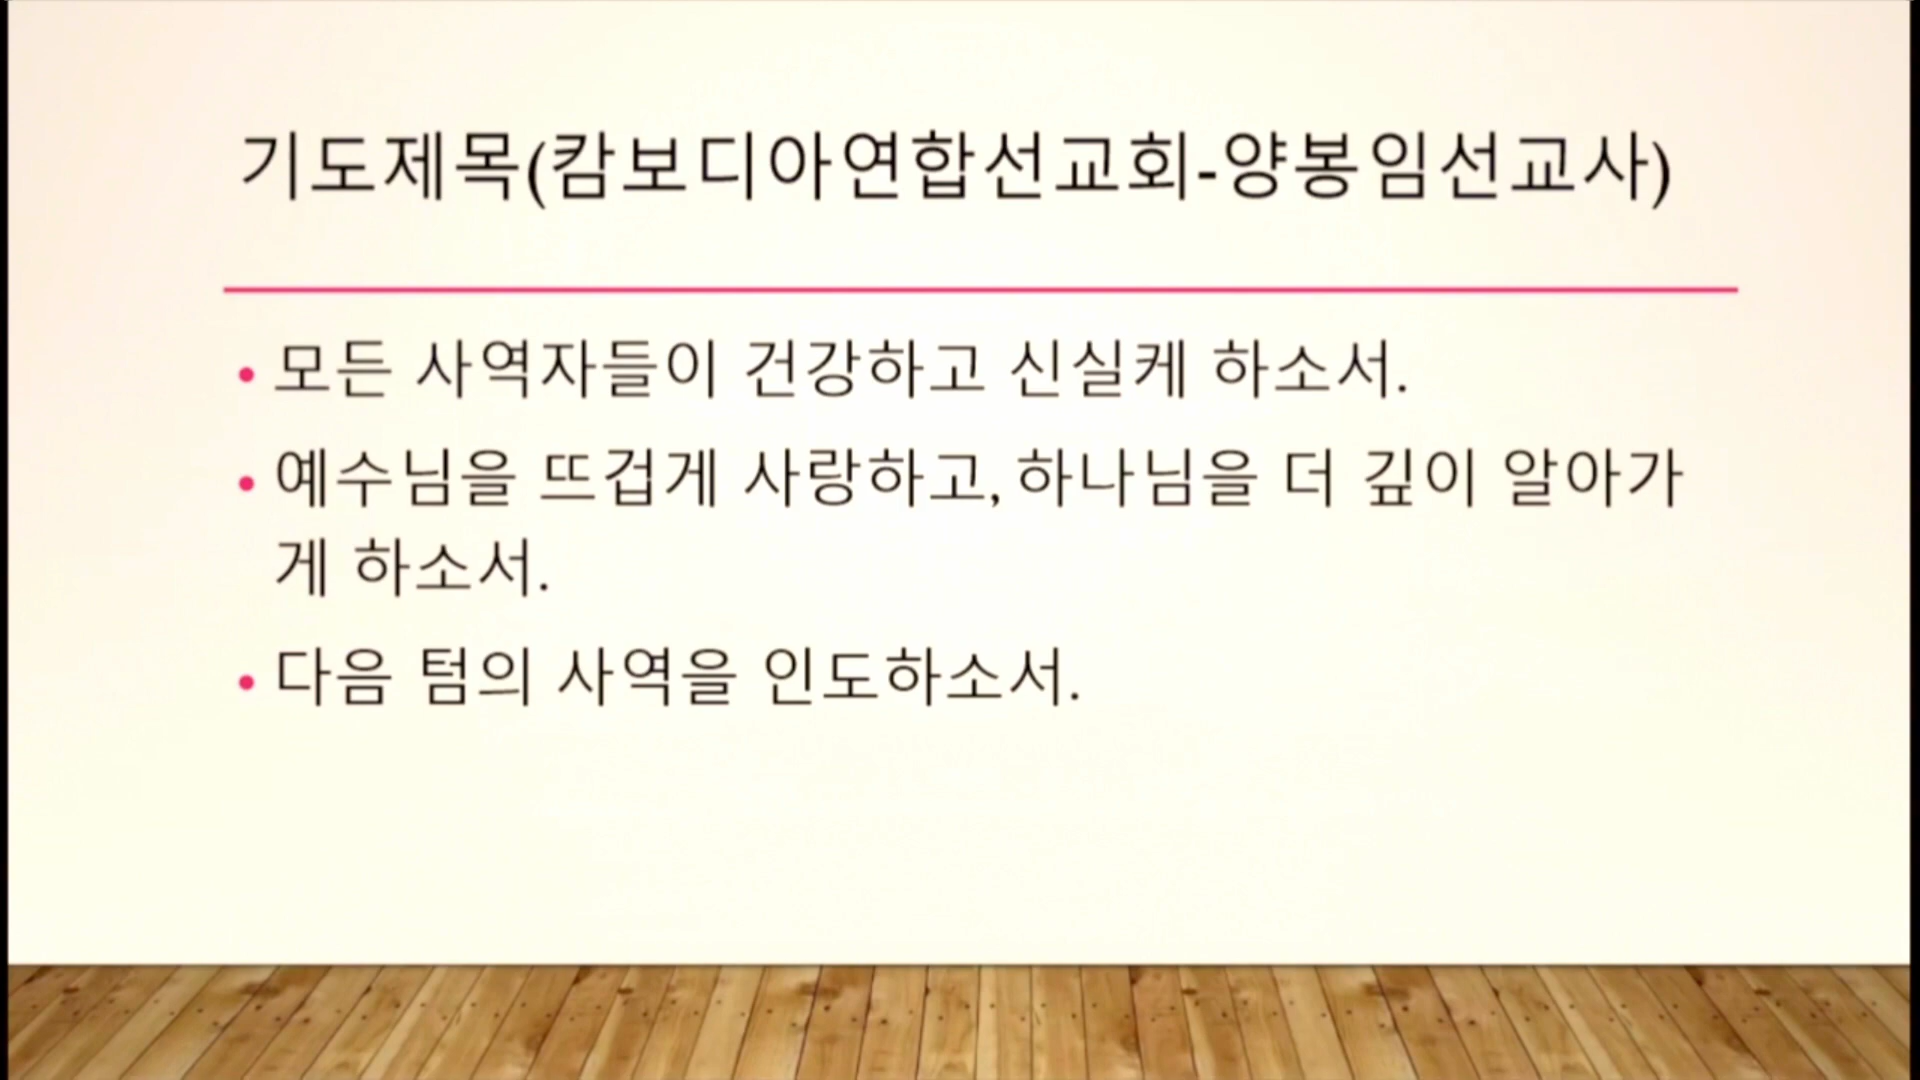 기도제목(캄보디아연합선교회-양봉임선교사)
• 모든 사역자들이 건강하고 신실케 하소서.
• 예수님을 뜨겁게 사랑하고, 하나님을 더 깊이 알아가
게 하소서.
• 다음 텀의 사역을 인도하소서.